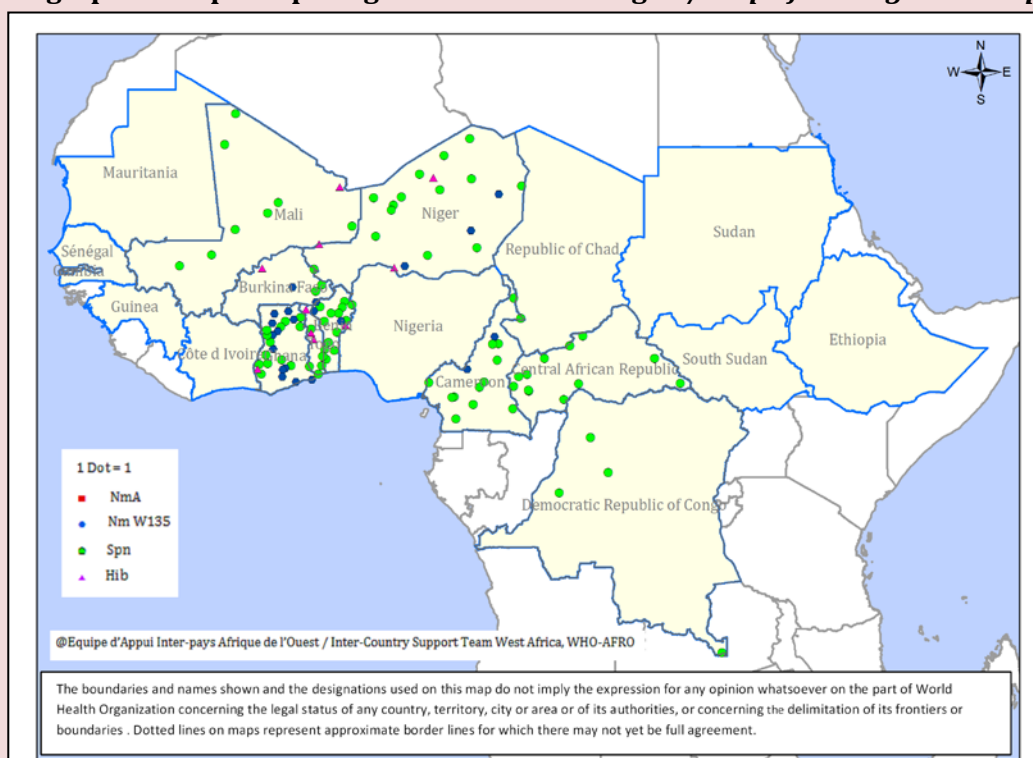 N
W E
S
Mauritania
Mali
Niger
Republic of Chad
Sudan
Sénégal
Guinea
Nigeria
Ethiopia
South Sudan
Central African Republic
Democratic Republic of Congo
1 Dot = 1
NmA
Nm W135
Spn
Hib
@Equipe d'Appui Inter-pays Afrique de l'Ouest / Inter-Country Support Team West Africa, WHO-AFRO
The boundaries and names shown and the designations used on this map do not imply the expression for any opinion whatsoever on the part of World
Health Organization concerning the legal status of any country, territory, city or area or of its authorities, or concerning the delimitation of its frontiers or
boundaries . Dotted lines on maps represent approximate border lines for which there may not yet be full agreement.